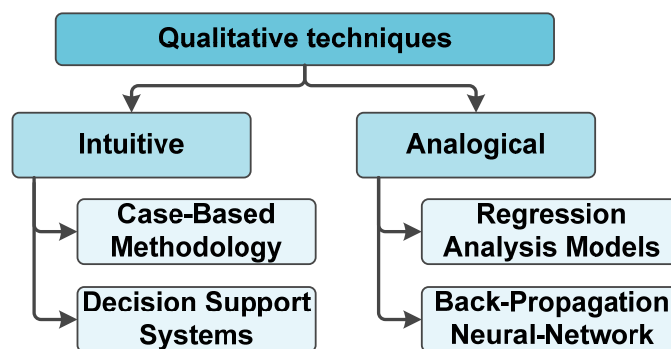 Qualitative techniques
Intuitive
Analogical
Case-Based
Methodology
Regression
Analysis Models
Decision Support
Systems
Back-Propagation
Neural-Network